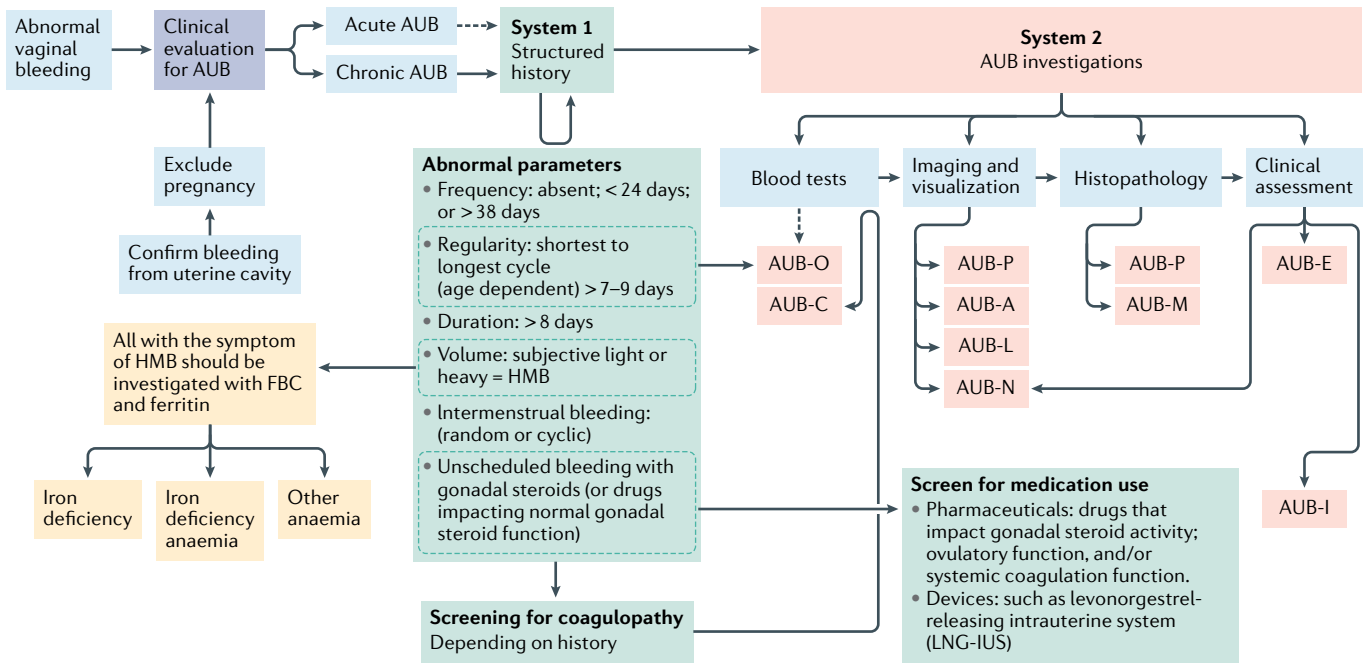 Abnormal
vaginal
bleeding
Clinical
evaluation
for AUB
Acute AUB
Chronic AUB
System 1
Structured
history
System 2
AUB investigations
Exclude
pregnancy
Confirm bleeding
from uterine cavity
Abnormal parameters
• Frequency: absent; < 24 days;
or > 38 days
• Regularity: shortest to
longest cycle
(age dependent) > 7–9 days
• Duration: > 8 days
• Volume: subjective light or
heavy = HMB
• Intermenstrual bleeding:
(random or cyclic)
• Unscheduled bleeding with
gonadal steroids (or drugs
impacting normal gonadal
steroid function)
Blood tests
Imaging and
visualization
Histopathology
Clinical
assessment
AUB-O
AUB-C
AUB-P
AUB-A
AUB-L
AUB-N
AUB-P
AUB-M
AUB-E
AUB-I
All with the symptom
of HMB should be
investigated with FBC
and ferritin
Iron
deficiency
Iron
deficiency
anaemia
Other
anaemia
Screening for coagulopathy
Depending on history
Screen for medication use
• Pharmaceuticals: drugs that
impact gonadal steroid activity;
ovulatory function, and/or
systemic coagulation function.
• Devices: such as levonorgestrel-
releasing intrauterine system
(LNG-IUS)